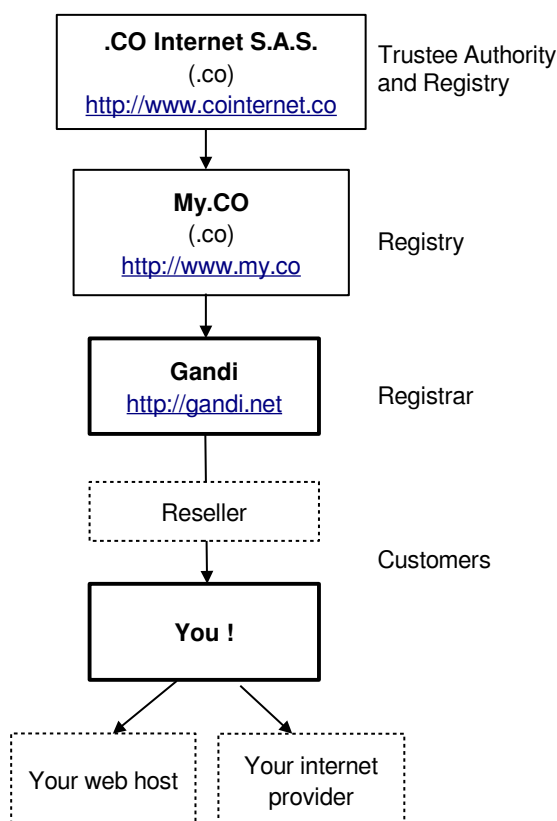 .CO Internet S.A.S.
(.co)
http://www.cointernet.co
Trustee Authority
and Registry
My.CO
(.co)
http://www.my.co
Registry
Gandi
http://gandi.net
Registrar
Reseller
Customers
You !
Your web host
Your internet
provider